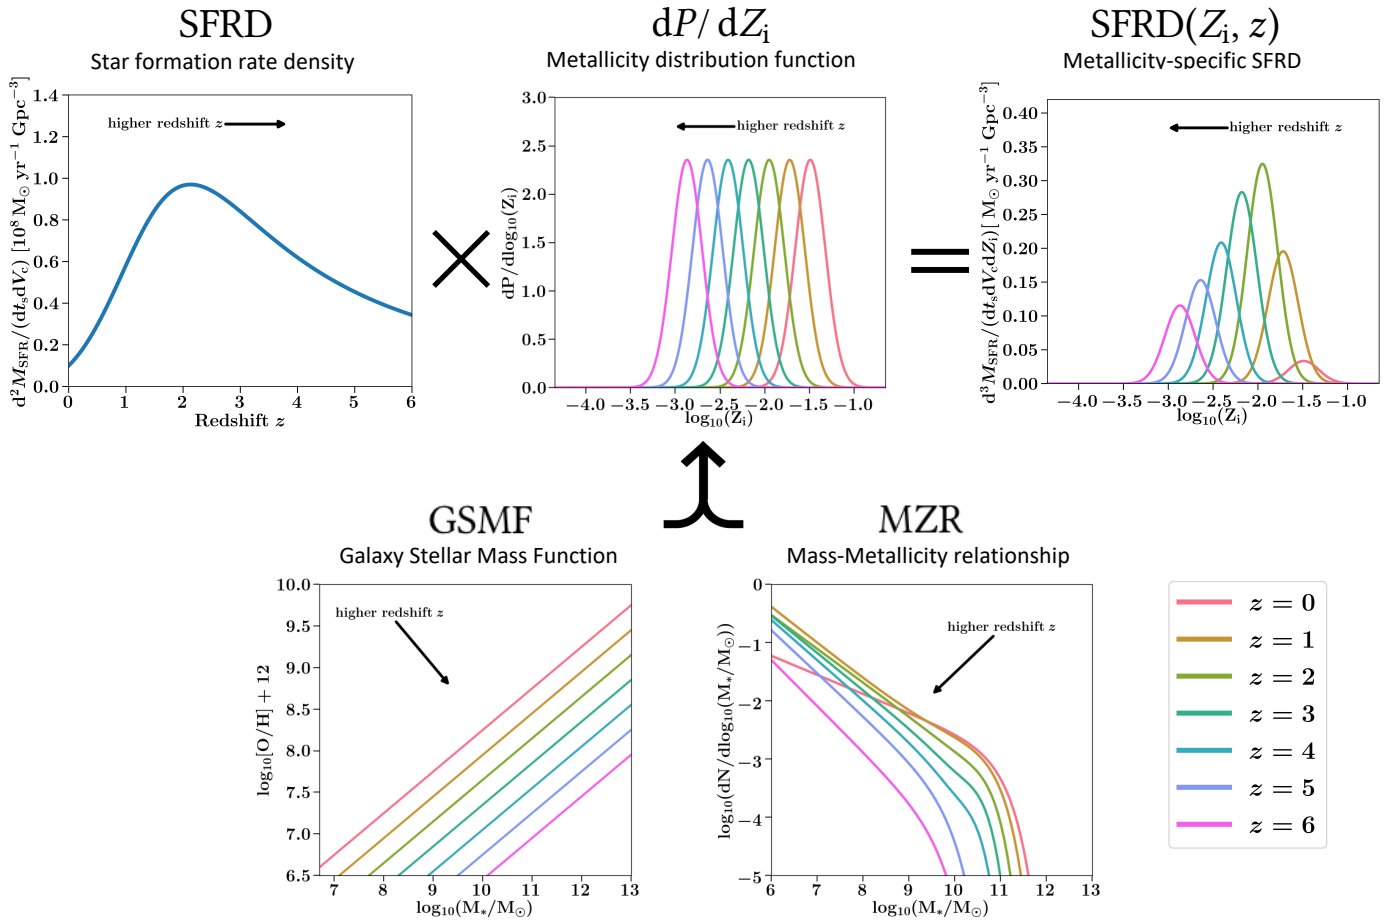 SFRD
Star formation rate density
d²M_SFR/(dt_s dV_c) [10⁸ M⊙ yr⁻¹ Gpc⁻³]
1.4
1.2
1.0
0.8
0.6
0.4
0.2
0.0
higher redshift z
0 1 2 3 4 5 6
Redshift z
×
dP/ dZ_i
Metallicity distribution function
dP/dlog₁₀(Z_i)
3.0
2.5
2.0
1.5
1.0
0.5
0.0
higher redshift z
−4.0 −3.5 −3.0 −2.5 −2.0 −1.5 −1.0
log₁₀(Z_i)
=
SFRD(Z_i, z)
Metallicity-specific SFRD
d³M_SFR/(dt_s dV_c dZ_i)[ M⊙ yr⁻¹ Gpc⁻³]
0.40
0.35
0.30
0.25
0.20
0.15
0.10
0.05
0.00
higher redshift z
−4.0 −3.5 −3.0 −2.5 −2.0 −1.5 −1.0
log₁₀(Z_i)
GSMF
Galaxy Stellar Mass Function
log₁₀[O/H] + 12
10.0
9.5
9.0
8.5
8.0
7.5
7.0
6.5
higher redshift z
7 8 9 10 11 12 13
log₁₀(M_*/M⊙)
MZR
Mass-Metallicity relationship
log₁₀(dN/dlog₁₀(M_*/M⊙))
0
−1
−2
−3
−4
−5
higher redshift z
6 7 8 9 10 11 12 13
log₁₀(M_*/M⊙)
z = 0
z = 1
z = 2
z = 3
z = 4
z = 5
z = 6